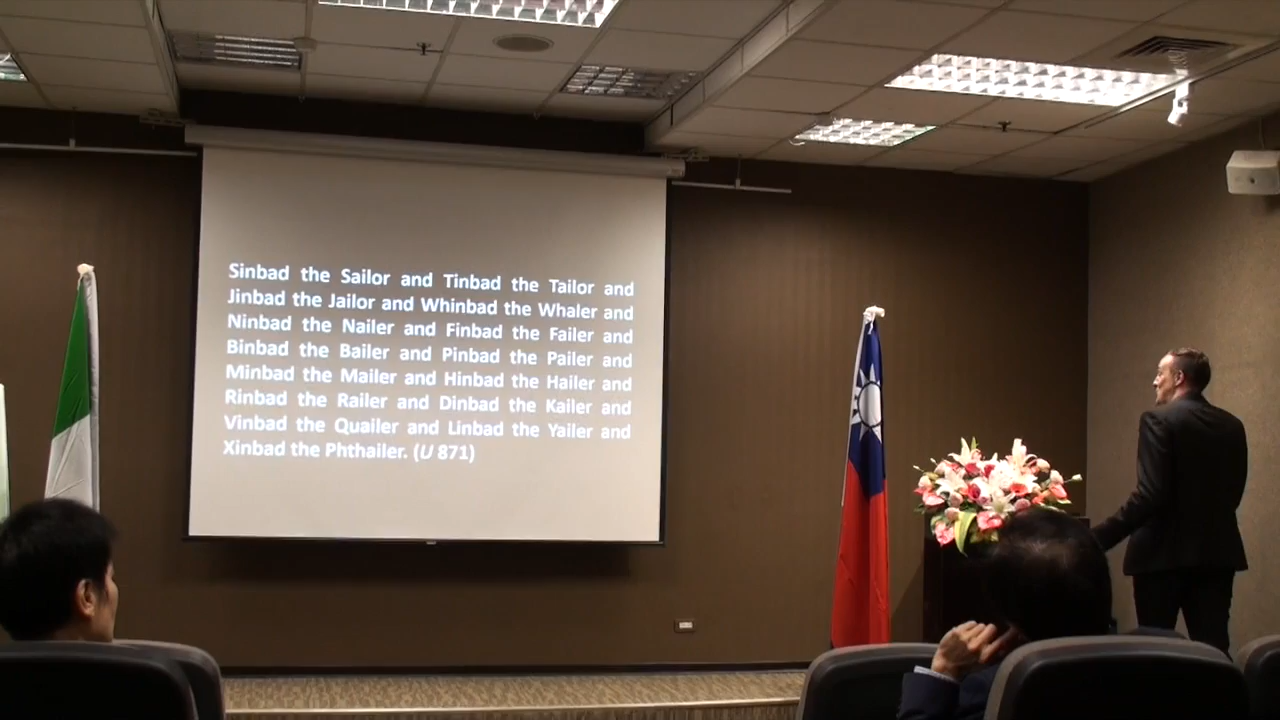 Sinbad the Sailor and Tinbad the Tailor and
Jinbad the Jailor and Whinbad the Whaler and
Ninbad the Nailer and Finbad the Failer and
Binbad the Bailer and Pinbad the Pailer and
Minbad the Mailer and Hinbad the Hailer and
Rinbad the Railer and Dinbad the Kailer and
Vinbad the Quailer and Linbad the Yailer and
Xinbad the Phthailer. (U 871)